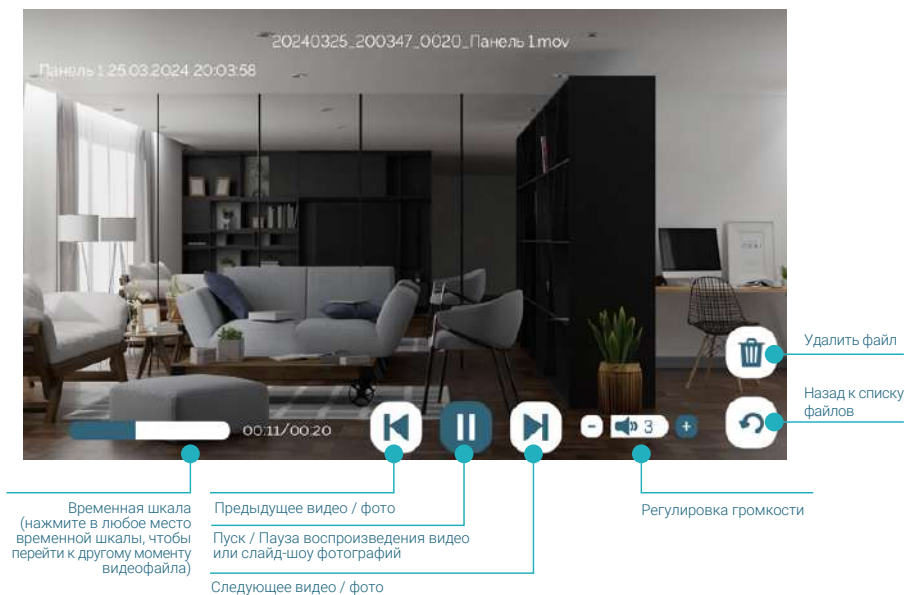 20240325_200347_0020_Панель 1.mov
Панель 1 25.03.2024 20:03:58
Удалить файл
Назад к списку
файлов
00:11/00:20
- 3 +
Временная шкала
(нажмите в любое место
временной шкалы, чтобы
перейти к другому моменту
видеофайла)
Предыдущее видео / фото
Пуск / Пауза воспроизведения видео
или слайд-шоу фотографий
Следующее видео / фото
Регулировка громкости